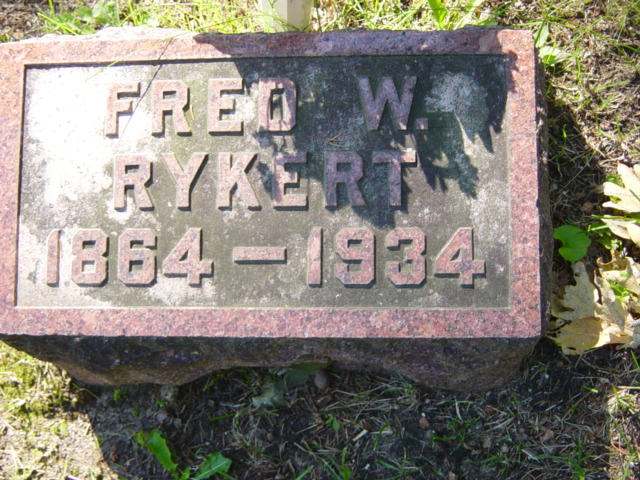 FRED W.
RYKERT
1864 – 1934